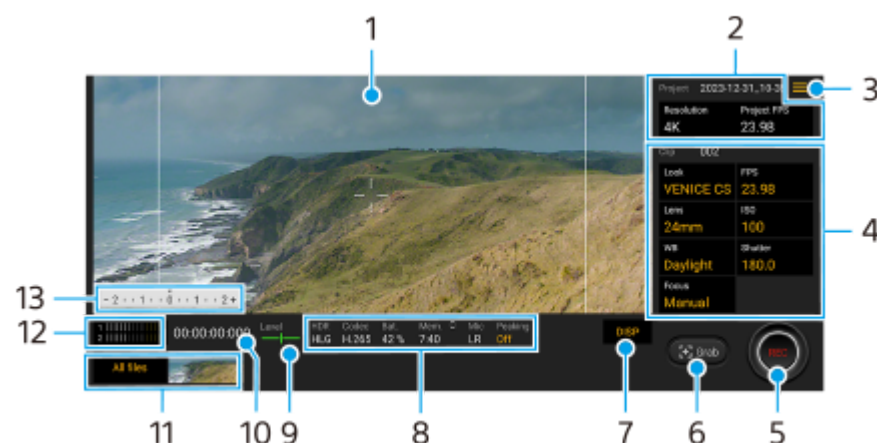 1
2
Project 2023-12-31_10-3
3
Resolution Project FPS
4K 23.98
Clip 002
Look FPS
VENICE CS 23.98
4
Lens ISO
24mm 100
WB Shutter
Daylight 180.0
Focus
Manual
13
-2··1··0··1··2+
12
1
2
00:00:00:000
Level
HDR Codec Bat. Mem. Mic Peaking
HLG H.265 42 % 7:40 LR Off
DISP
Grab
REC
All files
11 10 9 8 7 6 5